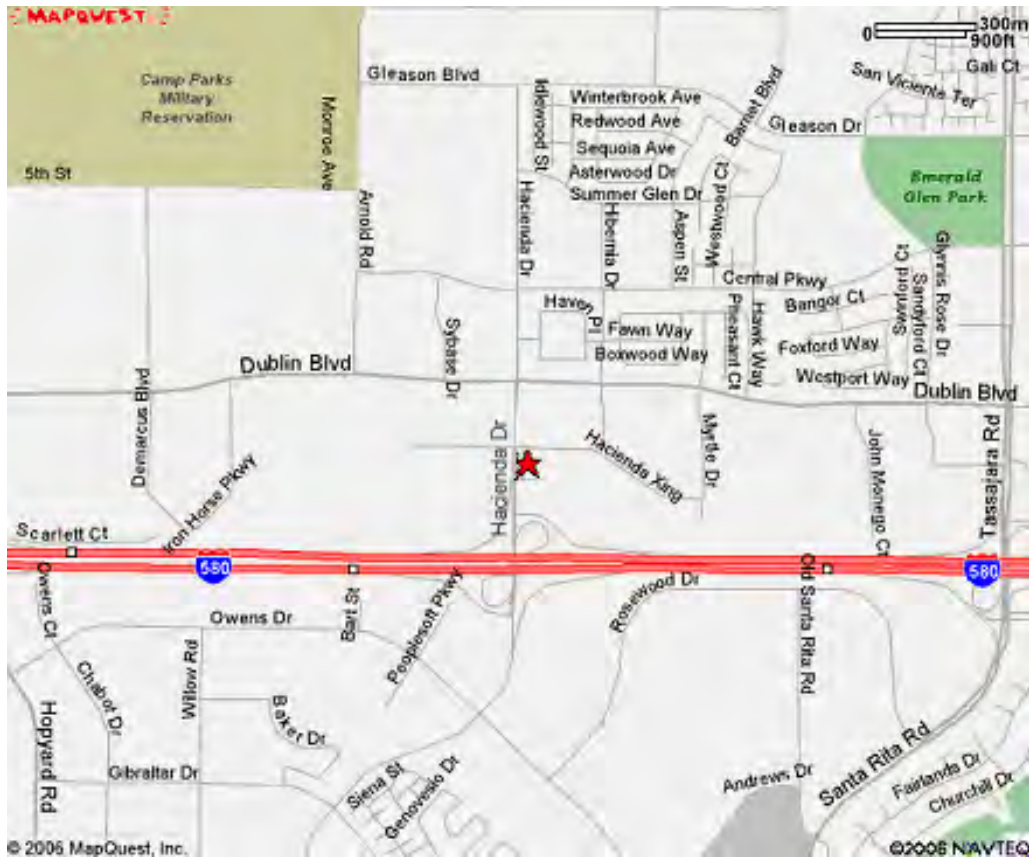 MAPQUEST
300m
0
900ft
Camp Parks
Military
Reservation
Gleason Blvd
San Vicente Ter
Gali Ct
Monroe Ave
Idlewood St
Winterbrook Ave
Barnet Blvd
Redwood Ave
Gleason Dr
Sequoia Ave
5th St
Asterwood Dr
Summer Glen Dr
Westwood Ct
Emerald
Glen Park
Arnold Rd
Hacienda Dr
Hibernia Dr
Aspen St
Central Pkwy
Glynnis Rose Dr
Sandyford Ct
Sanford Ct
Bangor Ct
Haven Pl
Sybase Dr
Fawn Way
Boxwood Way
Pheasant Ct
Hawk Way
Foxford Way
Westport Way
Dublin Blvd
Dublin Blvd
Demarcus Blvd
Iron Horse Pkwy
Hacienda Dr
Hacienda Xing
Myrtle Dr
John Monego Ct
Tassajara Rd
Scarlett Ct
580
580
Owens Ct
Owens Dr
Bart St
Peoplesoft Pkwy
Rosewood Dr
Old Santa Rita Rd
Willow Rd
Chabot Dr
Baker Dr
Hopyard Rd
Gibraltar Dr
Siena St
Genovesio Dr
Andrews Dr
Santa Rita Rd
Fairlands Dr
Churchill Dr
© 2006 MapQuest, Inc.
©2006 NAVTEQ